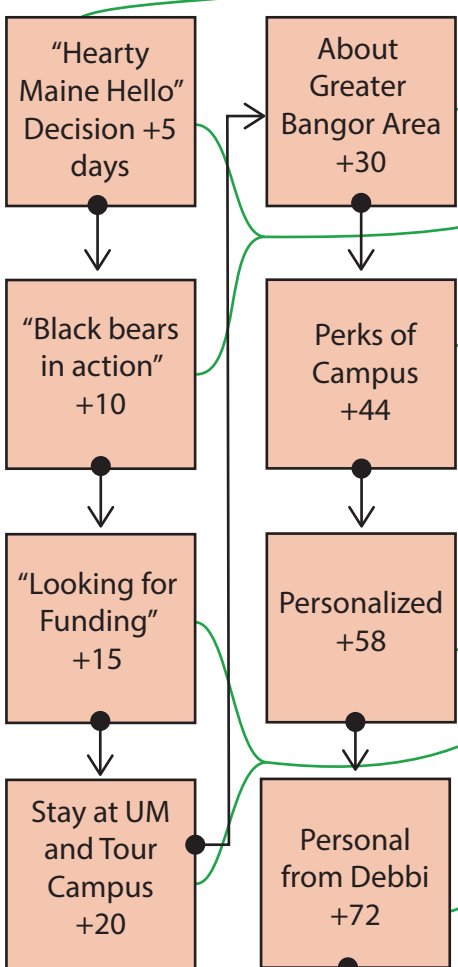 “Hearty
Maine Hello”
Decision +5
days
“Black bears
in action”
+10
“Looking for
Funding”
+15
Stay at UM
and Tour
Campus
+20
About
Greater
Bangor Area
+30
Perks of
Campus
+44
Personalized
+58
Personal
from Debbi
+72